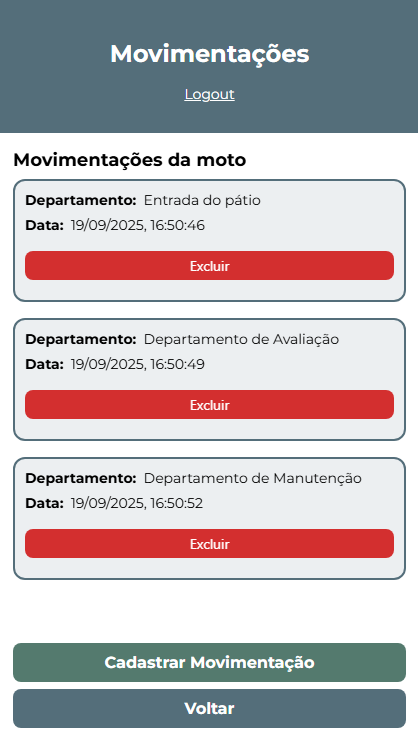 Movimentações
Logout
Movimentações da moto
Departamento: Entrada do pátio
Data: 19/09/2025, 16:50:46
Excluir
Departamento: Departamento de Avaliação
Data: 19/09/2025, 16:50:49
Excluir
Departamento: Departamento de Manutenção
Data: 19/09/2025, 16:50:52
Excluir
Cadastrar Movimentação
Voltar